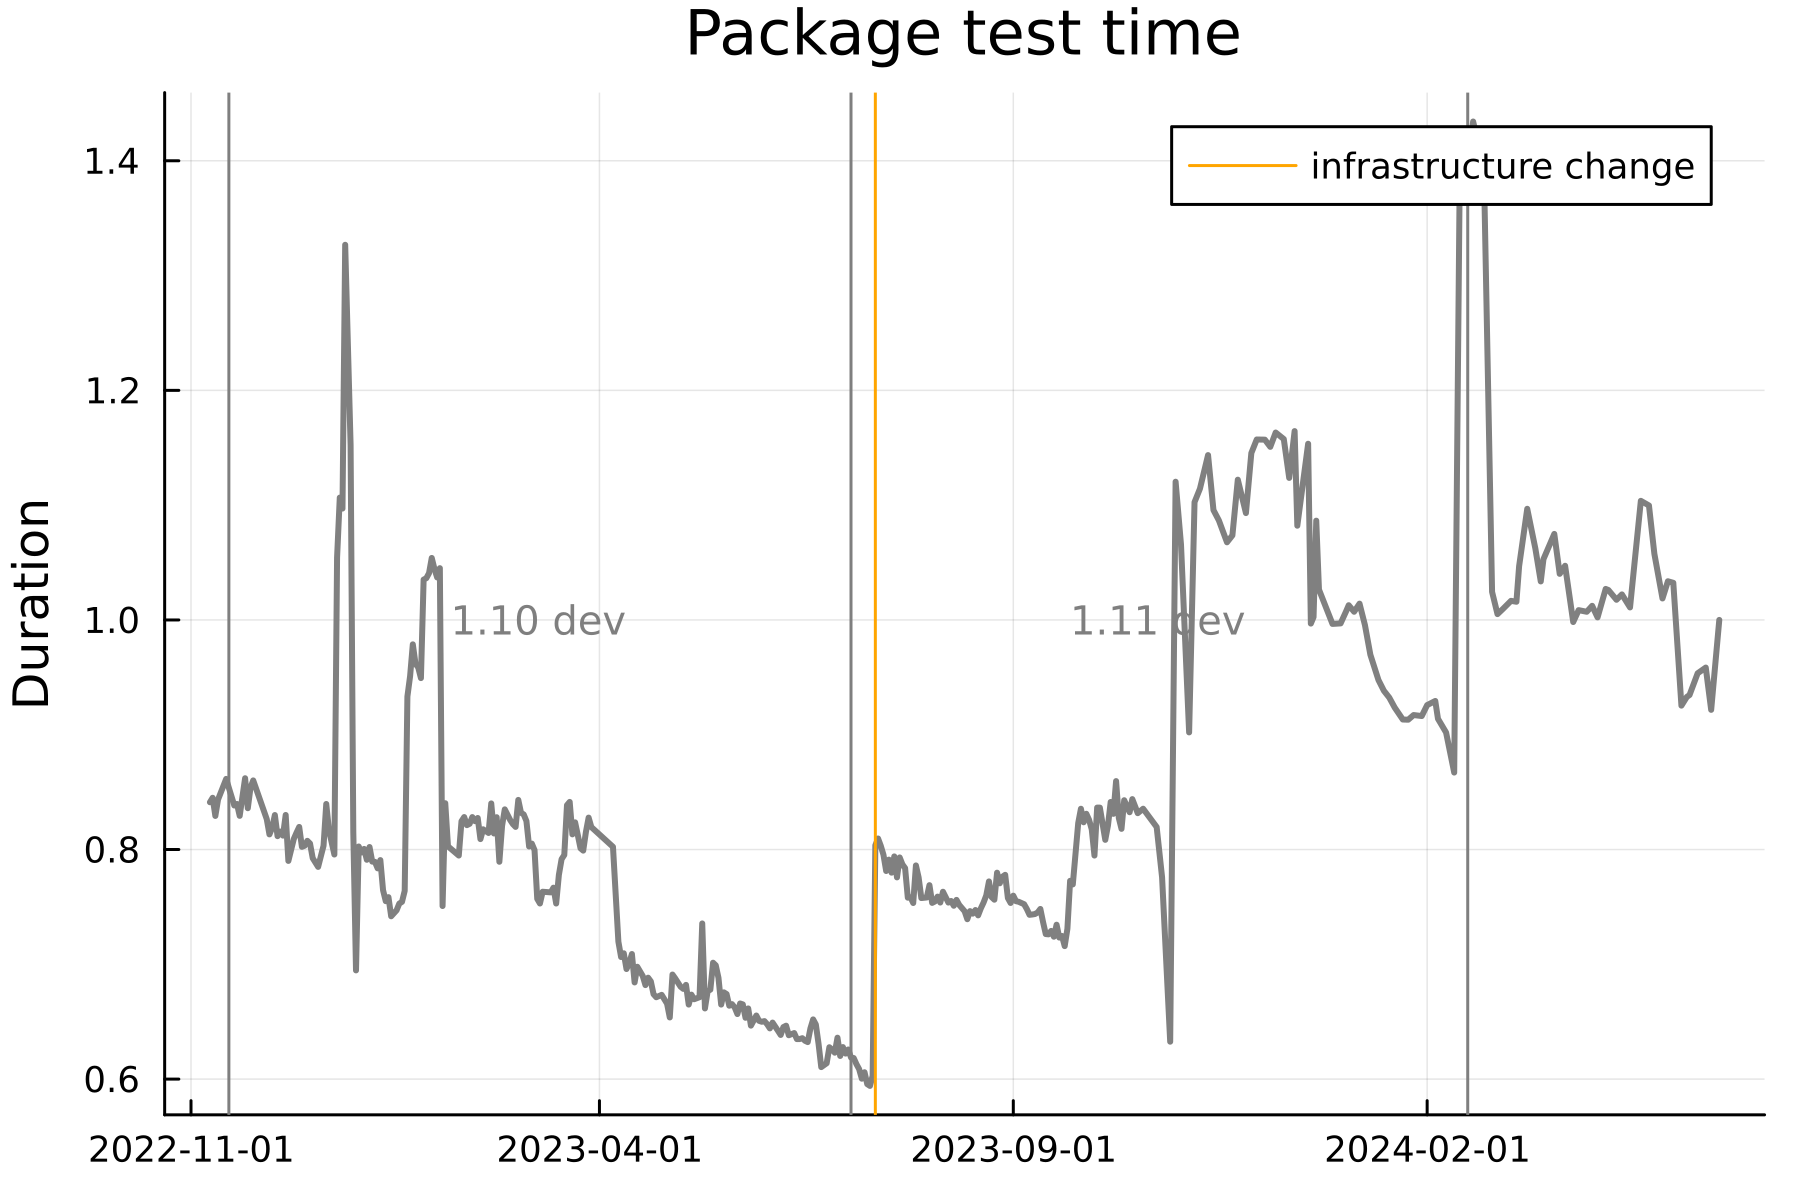 Package test time
infrastructure change
Duration
1.4
1.2
1.0
0.8
0.6
1.10 dev
1.11 dev
2022-11-01
2023-04-01
2023-09-01
2024-02-01